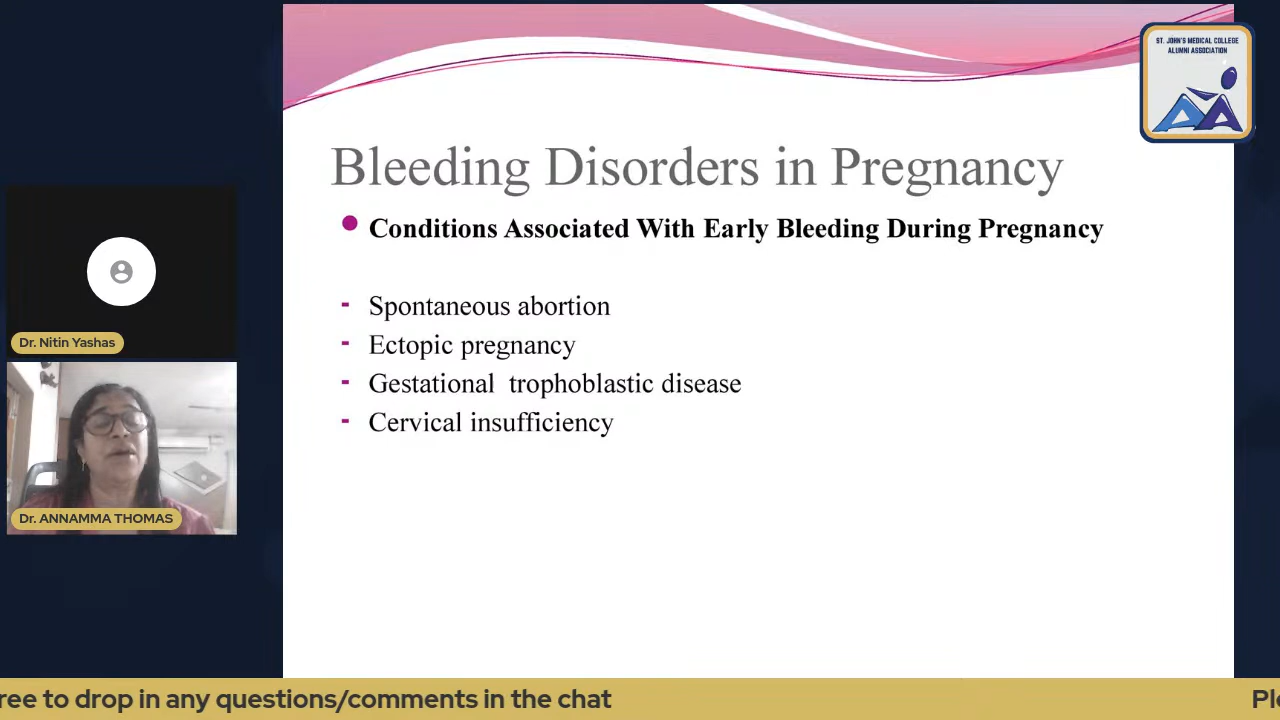 ST. JOHN'S MEDICAL COLLEGE
ALUMNI ASSOCIATION
Bleeding Disorders in Pregnancy
Conditions Associated With Early Bleeding During Pregnancy
- Spontaneous abortion
- Ectopic pregnancy
- Gestational trophoblastic disease
- Cervical insufficiency
Dr. Nitin Yashas
Dr. ANNAMMA THOMAS
ree to drop in any questions/comments in the chat
Ple